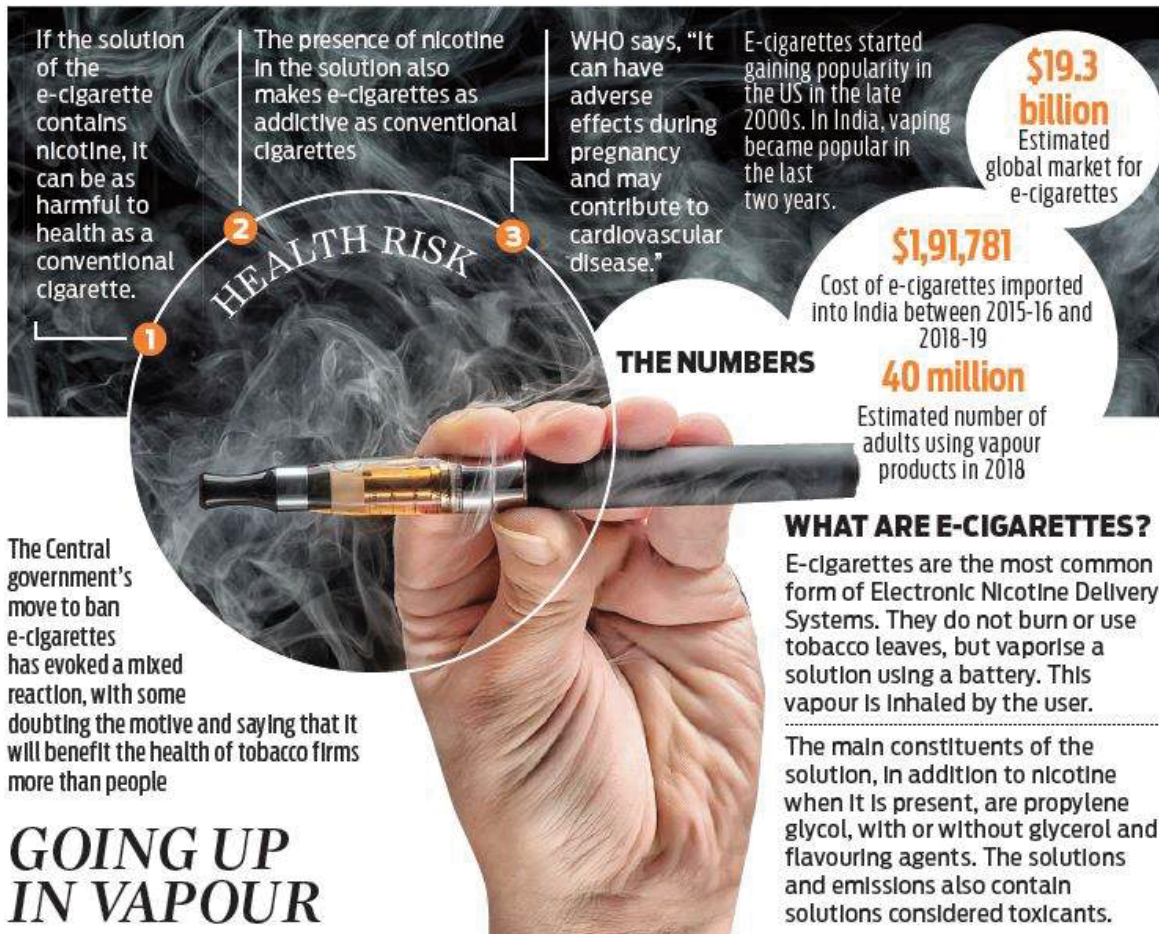 If the solution
of the
e-cigarette
contains
nicotine, it
can be as
harmful to
health as a
conventional
cigarette.
1
The presence of nicotine
in the solution also
makes e-cigarettes as
addictive as conventional
cigarettes
2
WHO says, “It
can have
adverse
effects during
pregnancy
and may
contribute to
cardiovascular
disease.”
3
HEALTH RISK
E-cigarettes started
gaining popularity in
the US in the late
2000s. In India, vaping
became popular in
the last
two years.
THE NUMBERS
$19.3
billion
Estimated
global market for
e-cigarettes
$1,91,781
Cost of e-cigarettes imported
into India between 2015-16 and
2018-19
40 million
Estimated number of
adults using vapour
products in 2018
The Central
government’s
move to ban
e-cigarettes
has evoked a mixed
reaction, with some
doubting the motive and saying that it
will benefit the health of tobacco firms
more than people
GOING UP
IN VAPOUR
WHAT ARE E-CIGARETTES?
E-cigarettes are the most common
form of Electronic Nicotine Delivery
Systems. They do not burn or use
tobacco leaves, but vaporise a
solution using a battery. This
vapour is inhaled by the user.
The main constituents of the
solution, in addition to nicotine
when it is present, are propylene
glycol, with or without glycerol and
flavouring agents. The solutions
and emissions also contain
solutions considered toxicants.